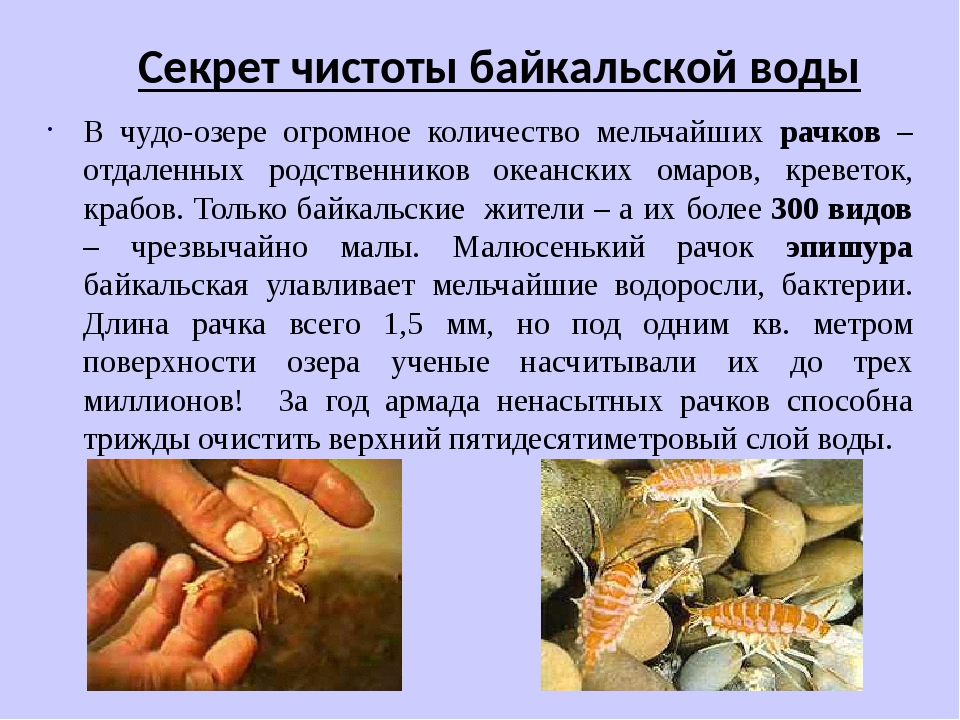 Секрет чистоты байкальской воды
В чудо-озере огромное количество мельчайших рачков –
отдаленных родственников океанских омаров, креветок,
крабов. Только байкальские жители – а их более 300 видов
– чрезвычайно малы. Малюсенький рачок эпишура
байкальская улавливает мельчайшие водоросли, бактерии.
Длина рачка всего 1,5 мм, но под одним кв. метром
поверхности озера ученые насчитывали их до трех
миллионов! За год армада ненасытных рачков способна
трижды очистить верхний пятидесятиметровый слой воды.